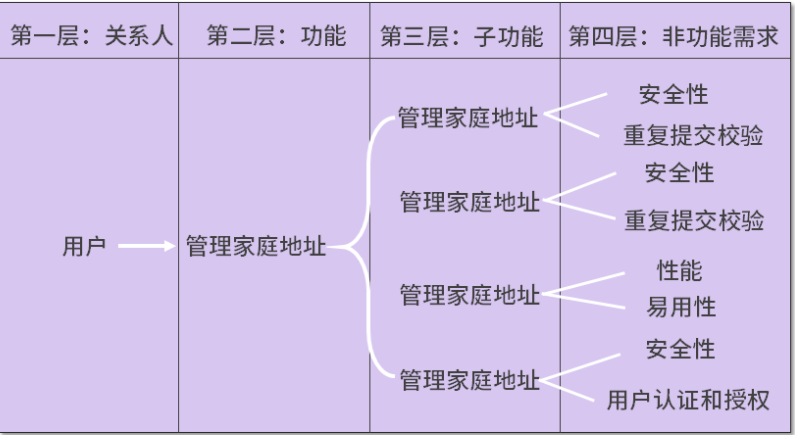 第一层：关系人
第二层：功能
第三层：子功能
第四层：非功能需求
用户
管理家庭地址
管理家庭地址
安全性
重复提交校验
管理家庭地址
安全性
重复提交校验
管理家庭地址
性能
易用性
管理家庭地址
安全性
用户认证和授权